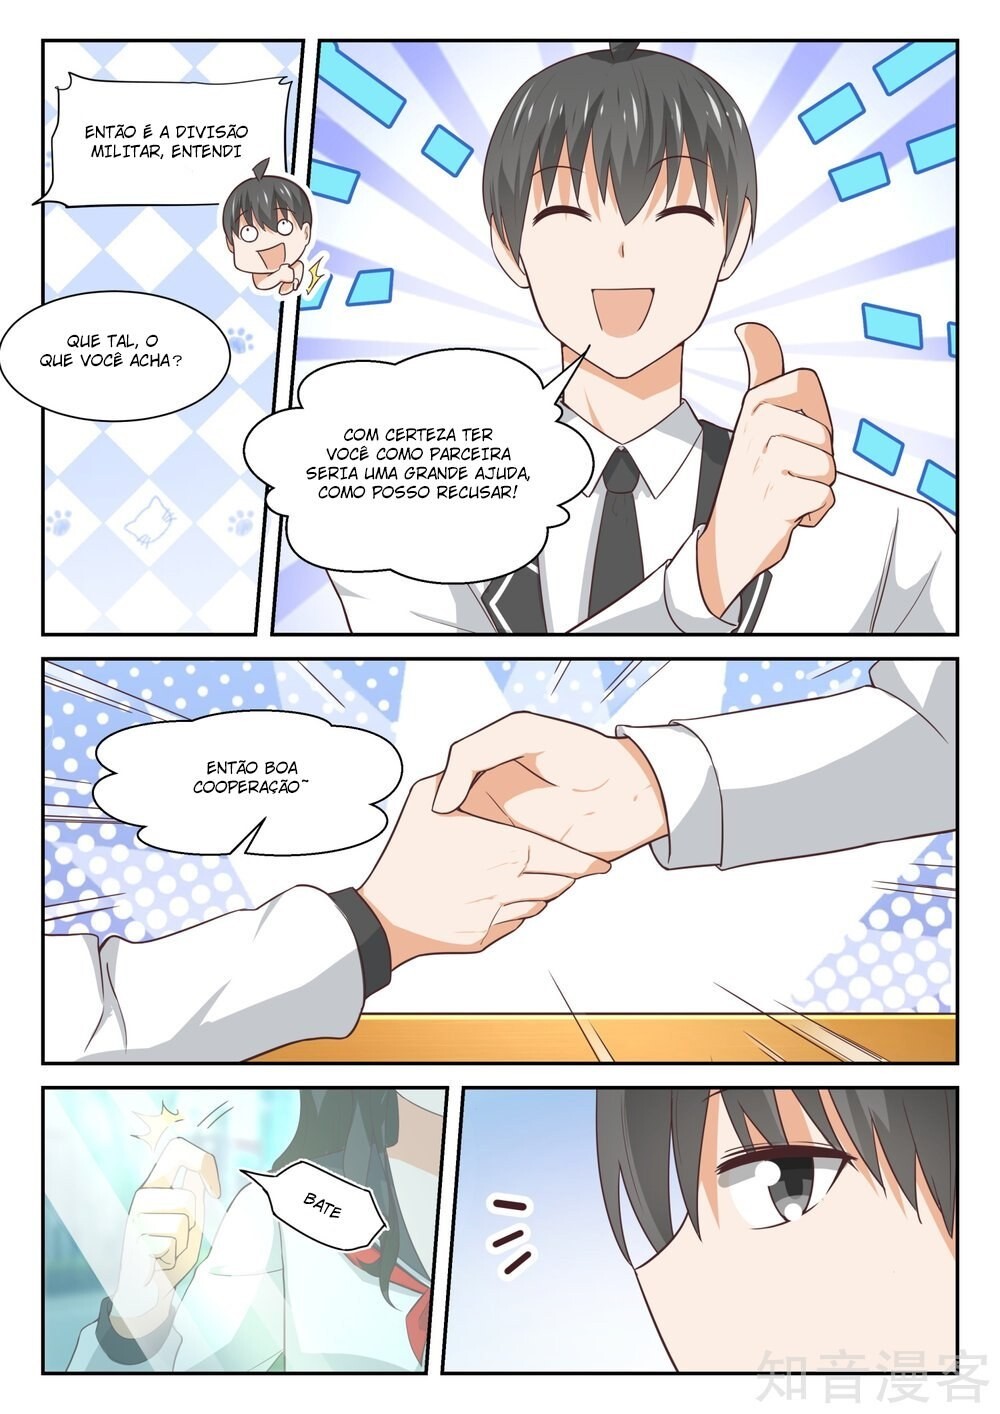 ENTÃO É A DIVISÃO
MILITAR, ENTENDI
QUE TAL, O
QUE VOCÊ ACHA?
COM CERTEZA TER
VOCÊ COMO PARCEIRA
SERIA UMA GRANDE AJUDA,
COMO POSSO RECUSAR!
ENTÃO BOA
COOPERAÇÃO~
BATE
知音漫客